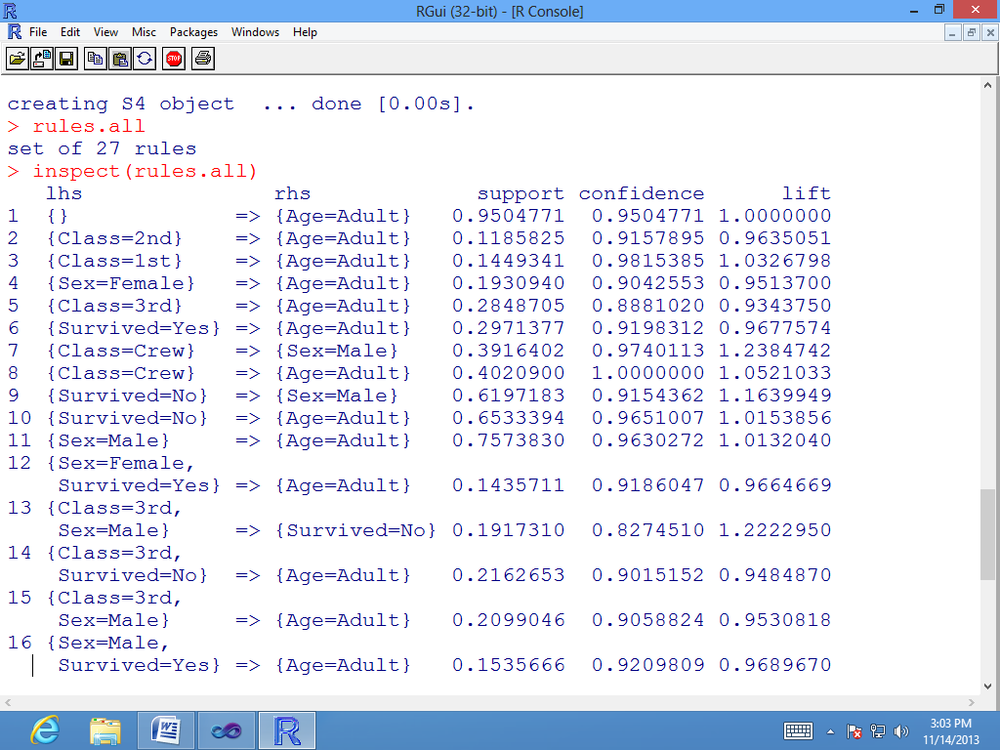 RGui (32-bit) - [R Console]
File Edit View Misc Packages Windows Help
STOP
creating S4 object  ... done [0.00s].
> rules.all
set of 27 rules
> inspect(rules.all)
   lhs                 rhs               support confidence      lift
1  {}               => {Age=Adult}   0.9504771  0.9504771 1.0000000
2  {Class=2nd}      => {Age=Adult}   0.1185825  0.9157895 0.9635051
3  {Class=1st}      => {Age=Adult}   0.1449341  0.9815385 1.0326798
4  {Sex=Female}     => {Age=Adult}   0.1930940  0.9042553 0.9513700
5  {Class=3rd}      => {Age=Adult}   0.2848705  0.8881020 0.9343750
6  {Survived=Yes} => {Age=Adult}   0.2971377  0.9198312 0.9677574
7  {Class=Crew}     => {Sex=Male}    0.3916402  0.9740113 1.2384742
8  {Class=Crew}     => {Age=Adult}   0.4020900  1.0000000 1.0521033
9  {Survived=No}  => {Sex=Male}    0.6197183  0.9154362 1.1639949
10 {Survived=No}  => {Age=Adult}   0.6533394  0.9651007 1.0153856
11 {Sex=Male}       => {Age=Adult}   0.7573830  0.9630272 1.0132040
12 {Sex=Female,
    Survived=Yes} => {Age=Adult}   0.1435711  0.9186047 0.9664669
13 {Class=3rd,
    Sex=Male}       => {Survived=No} 0.1917310  0.8274510 1.2222950
14 {Class=3rd,
    Survived=No}  => {Age=Adult}   0.2162653  0.9015152 0.9484870
15 {Class=3rd,
    Sex=Male}       => {Age=Adult}   0.2099046  0.9058824 0.9530818
16 {Sex=Male,
    Survived=Yes} => {Age=Adult}   0.1535666  0.9209809 0.9689670
3:03 PM
11/14/2013